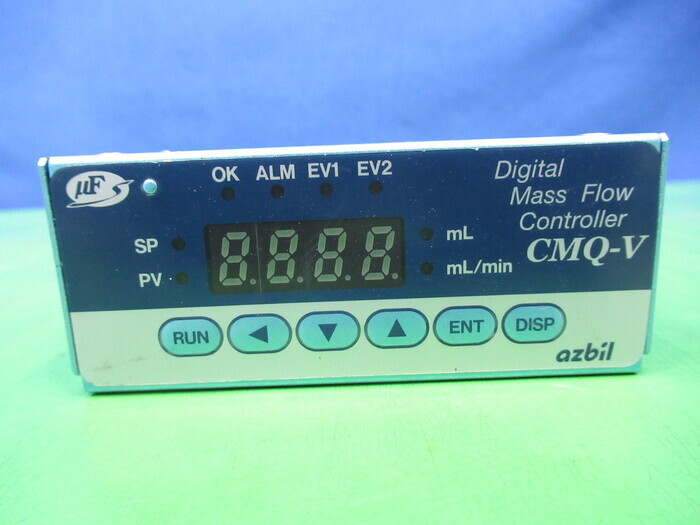 µF
OK ALM EV1 EV2
Digital
Mass Flow
Controller
CMQ-V
SP
PV
8.8.8.8.
mL
mL/min
RUN ◀ ▼ ▲ ENT DISP
azbil